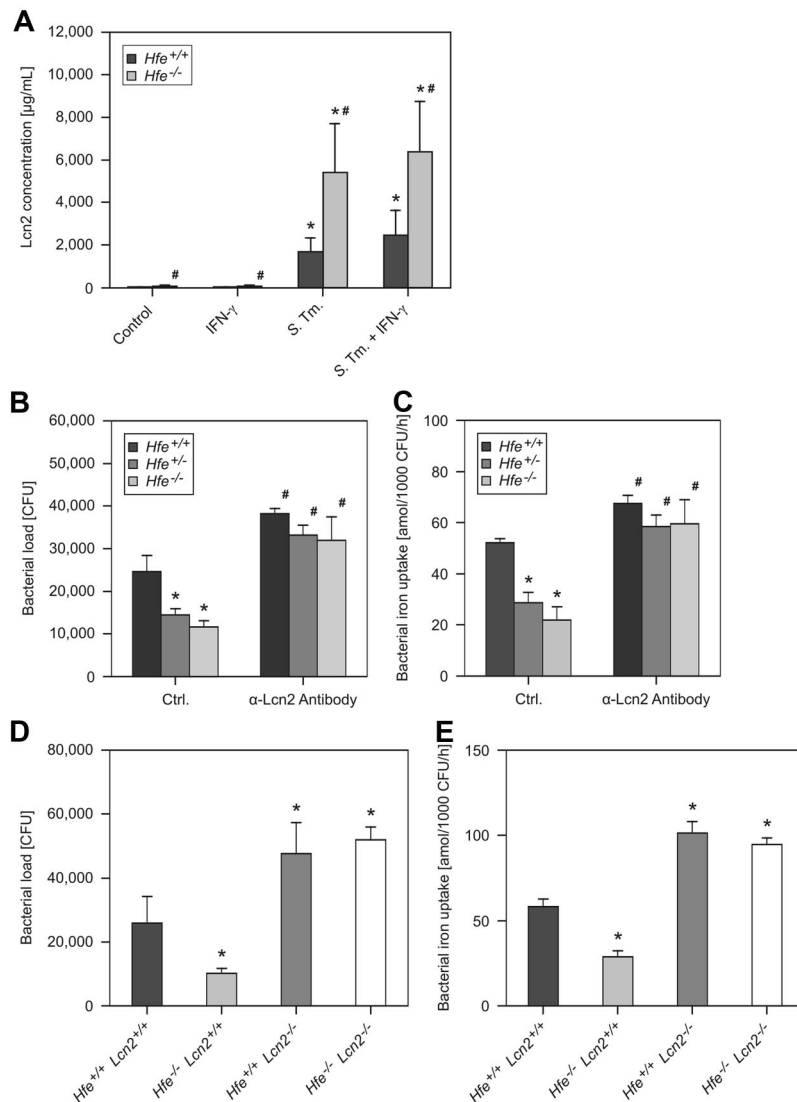 A
Lcn2 concentration [µg/mL]
12,000
10,000
8,000
6,000
4,000
2,000
0
Hfe+/+
Hfe-/-
#
#
*
*#
*
*#
Control
IFN-γ
S. Tm.
S. Tm. + IFN-γ
B
Bacterial load [CFU]
60,000
50,000
40,000
30,000
20,000
10,000
0
Hfe+/+
Hfe+/-
Hfe-/-
*
*
#
#
#
Ctrl.
α-Lcn2 Antibody
C
Bacterial iron uptake [amol/1000 CFU/h]
100
80
60
40
20
0
Hfe+/+
Hfe+/-
Hfe-/-
*
*
#
#
#
Ctrl.
α-Lcn2 Antibody
D
Bacterial load [CFU]
80,000
60,000
40,000
20,000
0
*
*
*
Hfe+/+ Lcn2+/+
Hfe-/- Lcn2+/+
Hfe+/+ Lcn2-/-
Hfe-/- Lcn2-/-
E
Bacterial iron uptake [amol/1000 CFU/h]
150
100
50
0
*
*
*
Hfe+/+ Lcn2+/+
Hfe-/- Lcn2+/+
Hfe+/+ Lcn2-/-
Hfe-/- Lcn2-/-